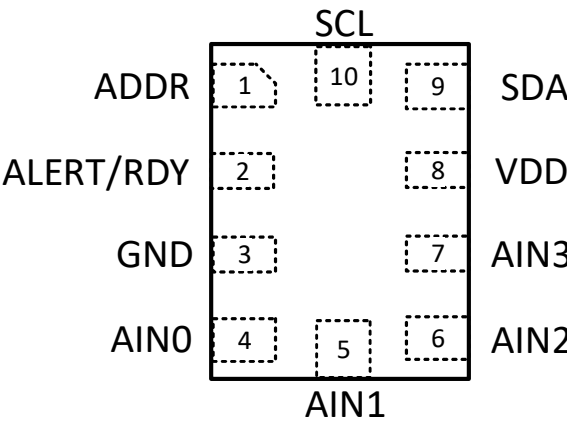 SCL
ADDR 1 10 9 SDA
ALERT/RDY 2 8 VDD
GND 3 7 AIN3
AIN0 4 5 6 AIN2
AIN1